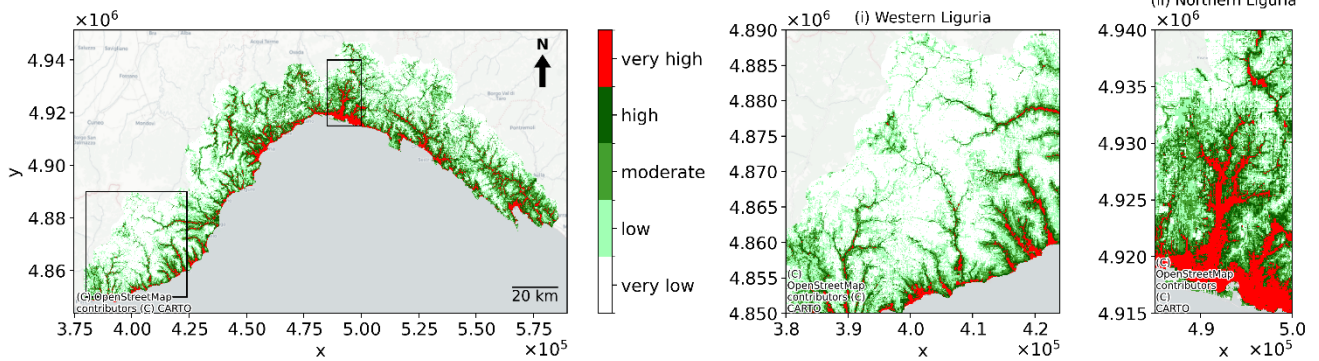 ×10⁶
4.94
4.92
4.90
4.88
4.86
y
N
20 km
(C) OpenStreetMap
contributors (C) CARTO
3.75 4.00 4.25 4.50 4.75 5.00 5.25 5.50 5.75
x
×10⁵
very high
high
moderate
low
very low
(i) Western Liguria
×10⁶
4.890
4.885
4.880
4.875
4.870
4.865
4.860
4.855
4.850
(C)
OpenStreetMap
contributors (C)
CARTO
3.8 3.9 4.0 4.1 4.2
x
×10⁵
(ii) Northern Liguria
×10⁶
4.940
4.935
4.930
4.925
4.920
4.915
(C)
OpenStreetMap
contributors
(C)
CARTO
4.9 5.0
x
×10⁵